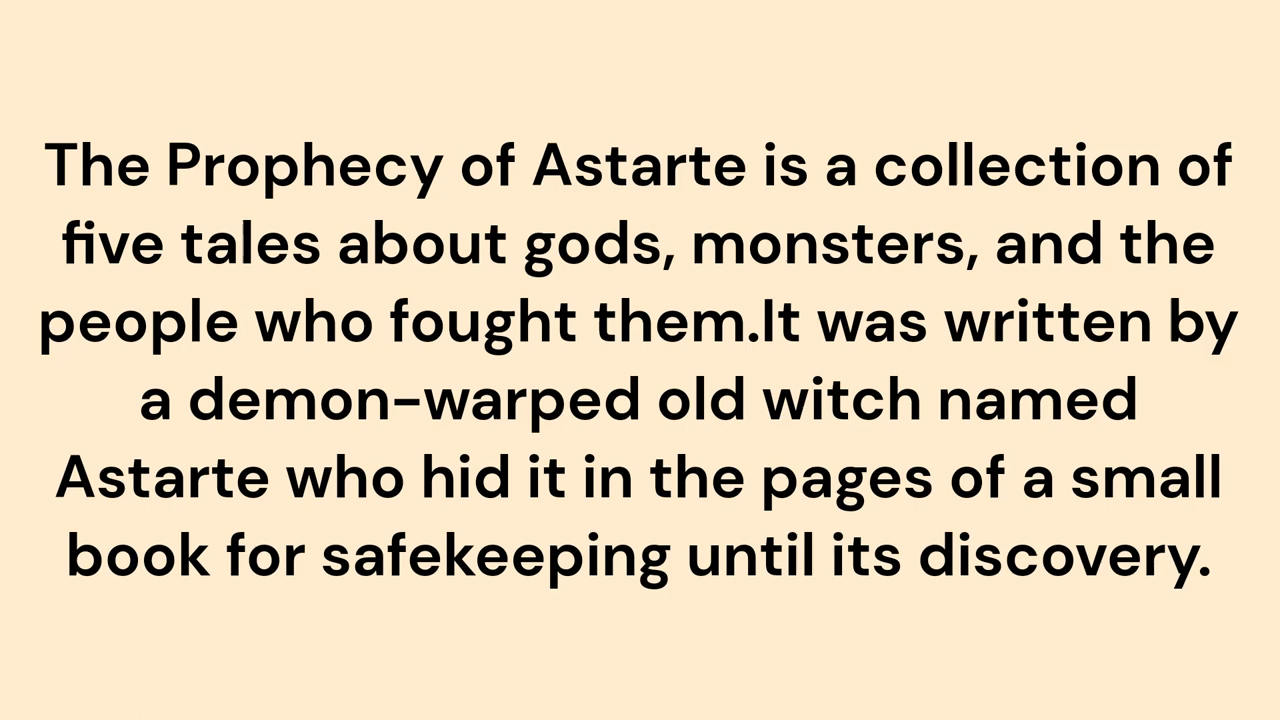 The Prophecy of Astarte is a collection of
five tales about gods, monsters, and the
people who fought them.It was written by
a demon-warped old witch named
Astarte who hid it in the pages of a small
book for safekeeping until its discovery.